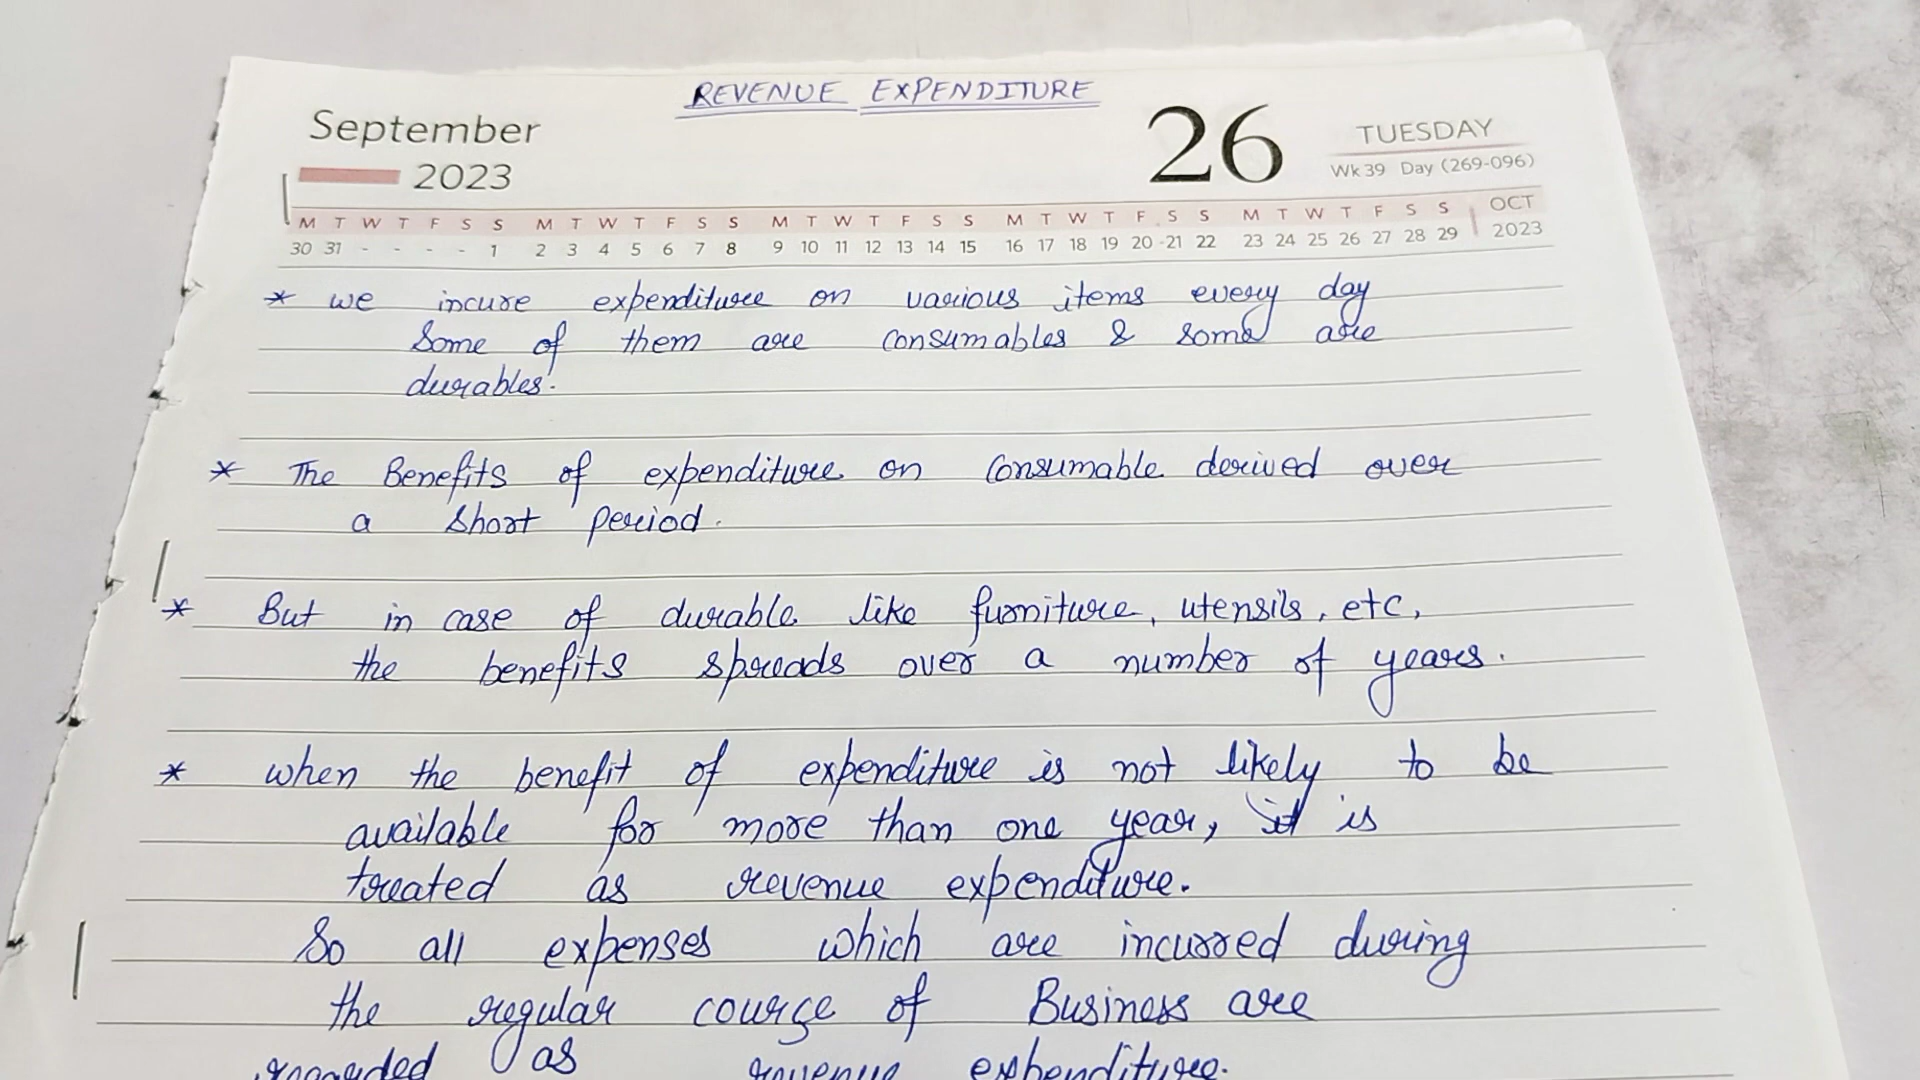 REVENUE EXPENDITURE
September
2023
26
TUESDAY
Wk 39 Day (269-096)
M T W T F S S M T W T F S S M T W T F S S M T W T F S S M T W T F S S OCT
30 31 - - - - 1 2 3 4 5 6 7 8 9 10 11 12 13 14 15 16 17 18 19 20 21 22 23 24 25 26 27 28 29 2023
* we incure expenditure on various items every day
Some of them are consumables & some are
durables.
* The Benefits of expenditure on Consumable derived over
a short period.
* But in case of durable like furniture, utensils, etc,
the benefits spreads over a number of years.
* when the benefit of expenditure is not likely to be
available for more than one year, it is
treated as revenue expenditure.
So all expenses which are incurred during
the regular course of Business are
regarded as revenue expenditure.